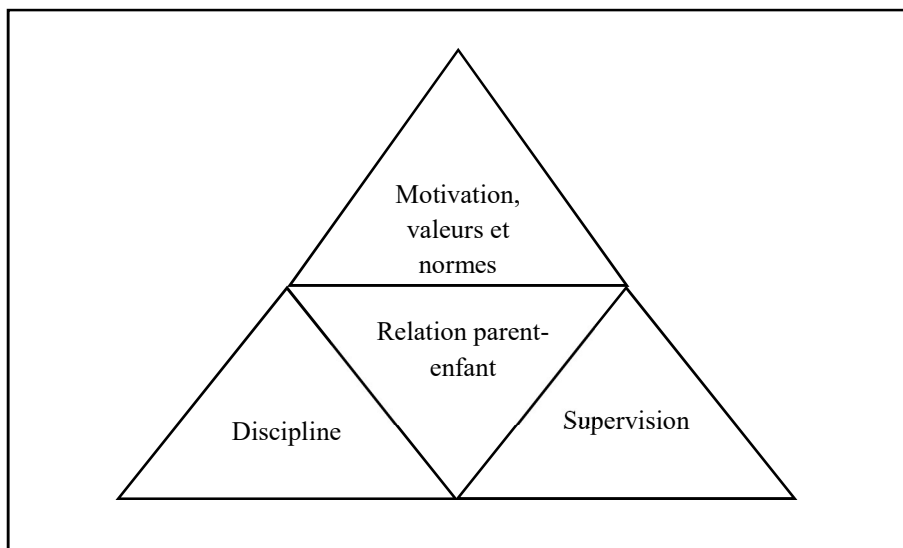 Motivation,
valeurs et
normes
Relation parent-
enfant
Discipline
Supervision